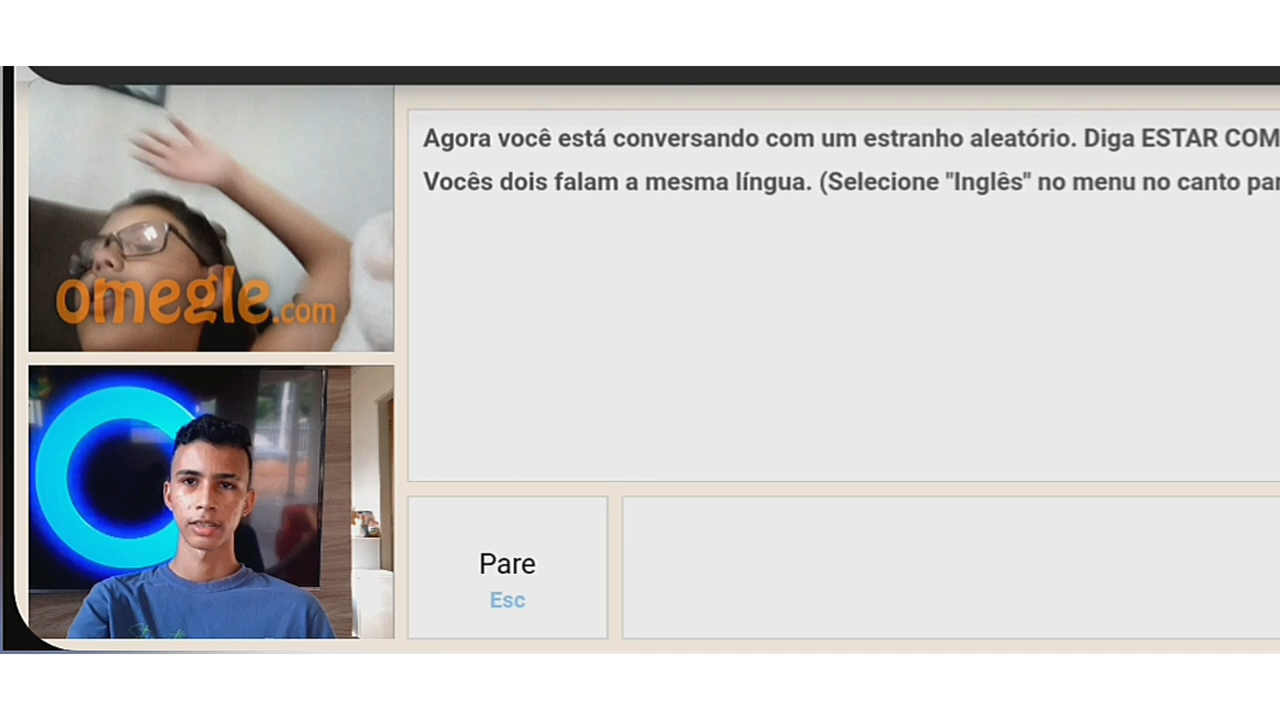 Agora você está conversando com um estranho aleatório. Diga ESTAR COM
Vocês dois falam a mesma língua. (Selecione "Inglês" no menu no canto par
omegle.com
Pare
Esc